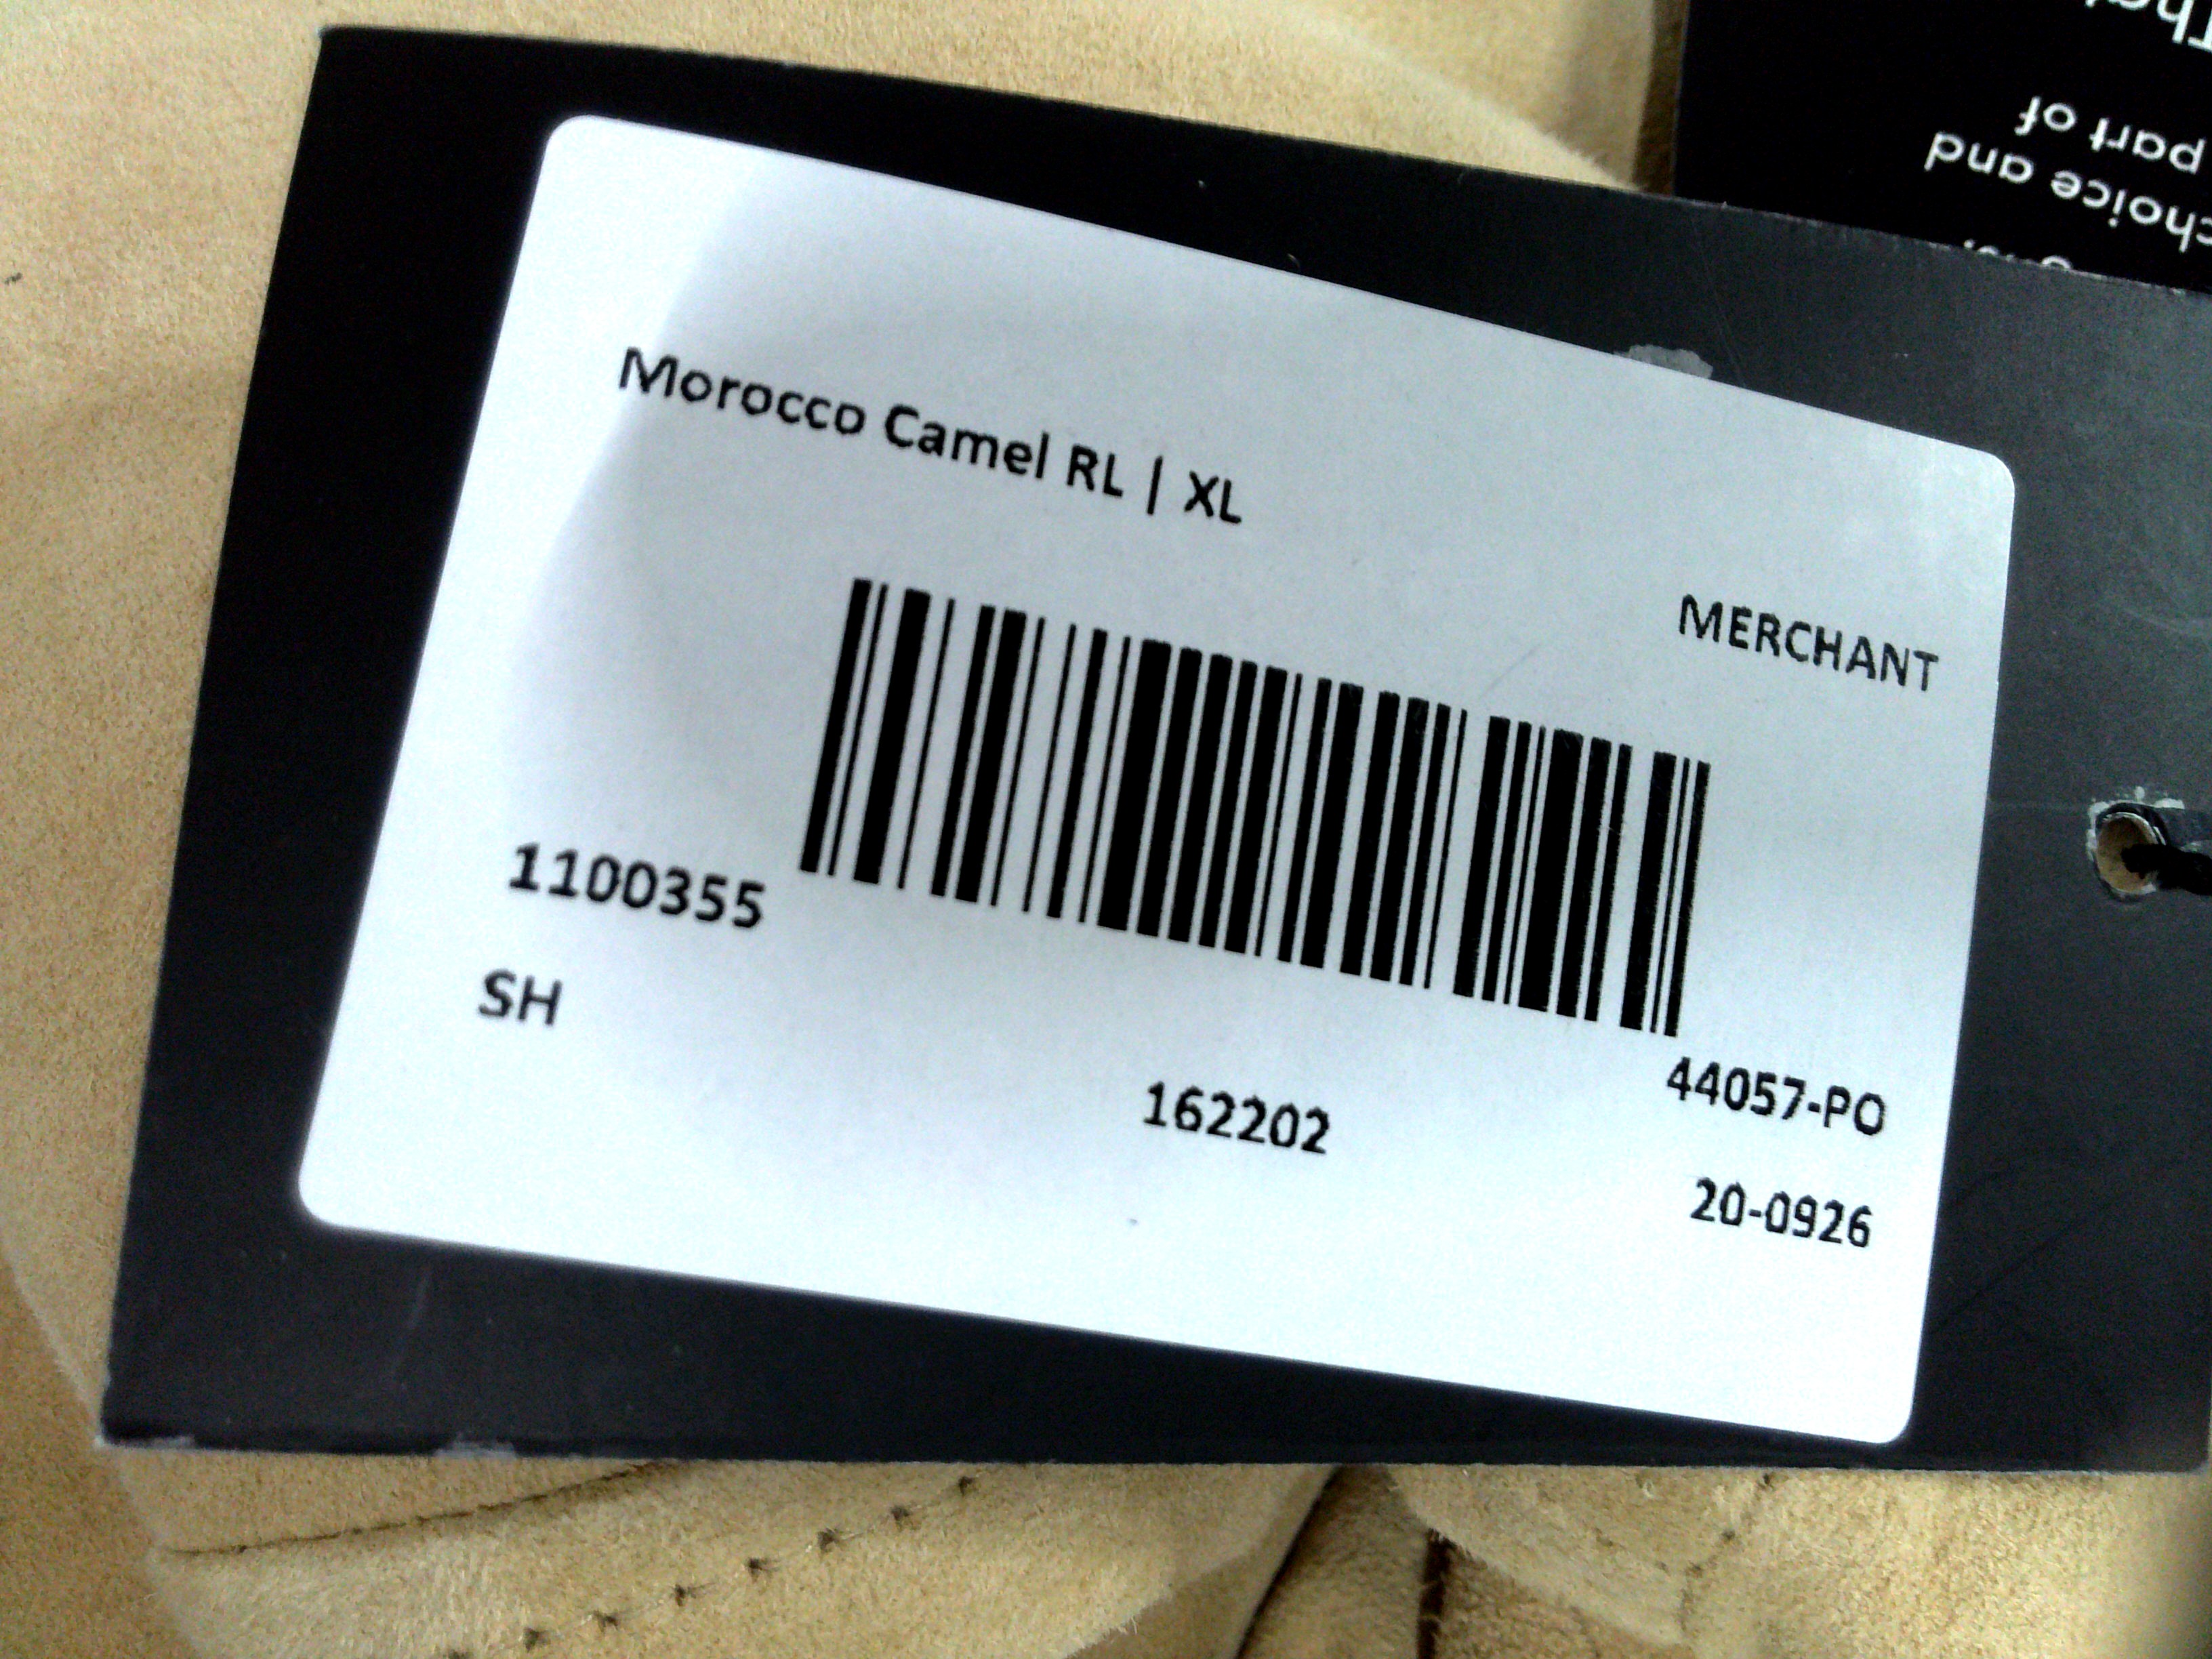 Morocco Camel RL | XL
MERCHANT
1100355
SH
44057-PO
162202
20-0926
choice and
part of